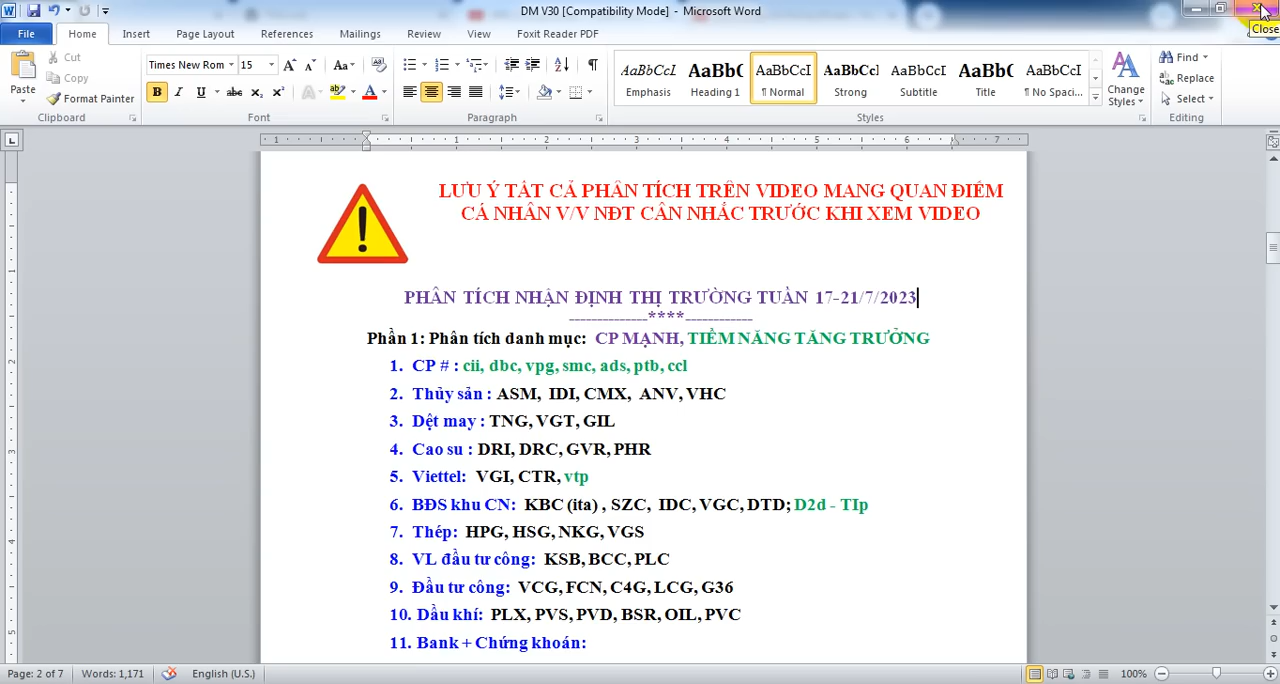 DM V30 [Compatibility Mode] - Microsoft Word
Close
File Home Insert Page Layout References Mailings Review View Foxit Reader PDF
Paste
Cut
Copy
Format Painter
Clipboard
Times New Rom 15
Font
Paragraph
AaBbCcI Emphasis
AaBb( Heading 1
AaBbCcI ¶ Normal
AaBbCcl Strong
AaBbCcI Subtitle
AaBb( Title
AaBbCcI ¶ No Spaci...
Styles
Change Styles
Find
Replace
Select
Editing
LƯU Ý TẤT CẢ PHÂN TÍCH TRÊN VIDEO MANG QUAN ĐIỂM
CÁ NHÂN V/V NĐT CÂN NHẮC TRƯỚC KHI XEM VIDEO
PHÂN TÍCH NHẬN ĐỊNH THỊ TRƯỜNG TUẦN 17-21/7/2023
--------------****------------
Phần 1: Phân tích danh mục: CP MẠNH, TIỀM NĂNG TĂNG TRƯỞNG
1. CP # : cii, dbc, vpg, smc, ads, ptb, ccl
2. Thủy sản : ASM, IDI, CMX, ANV, VHC
3. Dệt may : TNG, VGT, GIL
4. Cao su : DRI, DRC, GVR, PHR
5. Viettel: VGI, CTR, vtp
6. BĐS khu CN: KBC (ita) , SZC, IDC, VGC, DTD; D2d - TIp
7. Thép: HPG, HSG, NKG, VGS
8. VL đầu tư công: KSB, BCC, PLC
9. Đầu tư công: VCG, FCN, C4G, LCG, G36
10. Dầu khí: PLX, PVS, PVD, BSR, OIL, PVC
11. Bank + Chứng khoán:
Page: 2 of 7 Words: 1,171 English (U.S.) 100%